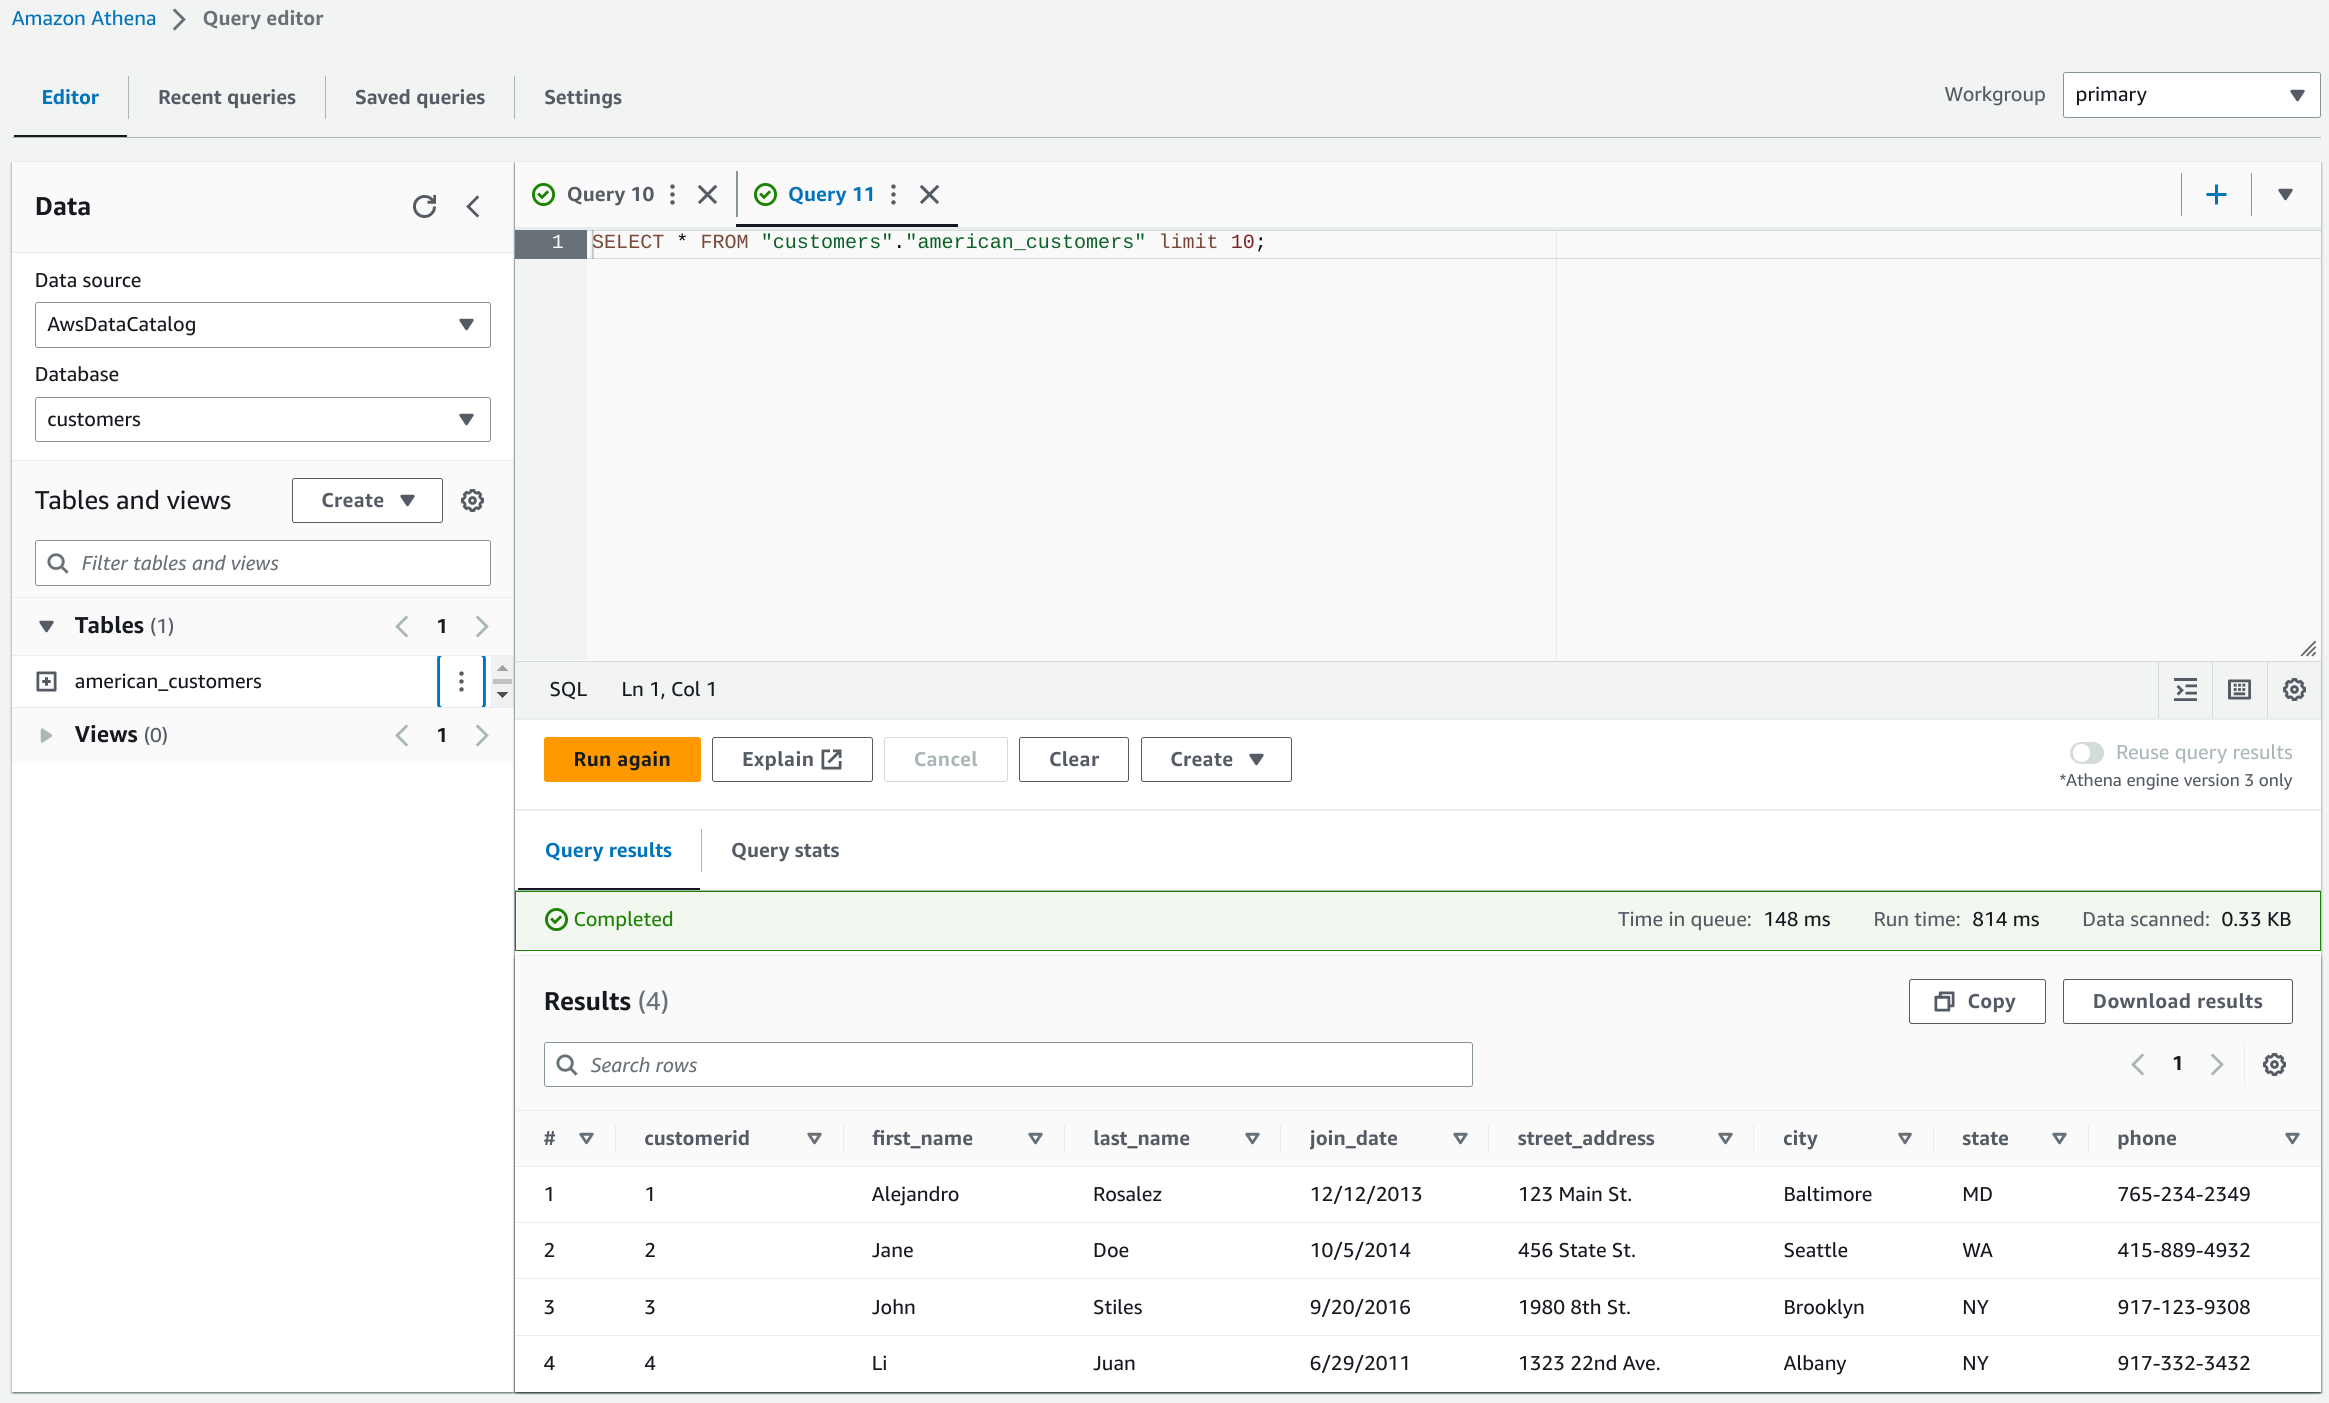 Amazon Athena > Query editor
Editor Recent queries Saved queries Settings Workgroup primary
Data
Data source
AwsDataCatalog
Database
customers
Tables and views Create
Filter tables and views
Tables (1) 1
american_customers
Views (0) 1
Query 10 Query 11
1 SELECT * FROM "customers"."american_customers" limit 10;
SQL Ln 1, Col 1
Run again Explain Cancel Clear Create Reuse query results
*Athena engine version 3 only
Query results Query stats
Completed Time in queue: 148 ms Run time: 814 ms Data scanned: 0.33 KB
Results (4) Copy Download results
Search rows 1
# customerid first_name last_name join_date street_address city state phone
1 1 Alejandro Rosalez 12/12/2013 123 Main St. Baltimore MD 765-234-2349
2 2 Jane Doe 10/5/2014 456 State St. Seattle WA 415-889-4932
3 3 John Stiles 9/20/2016 1980 8th St. Brooklyn NY 917-123-9308
4 4 Li Juan 6/29/2011 1323 22nd Ave. Albany NY 917-332-3432